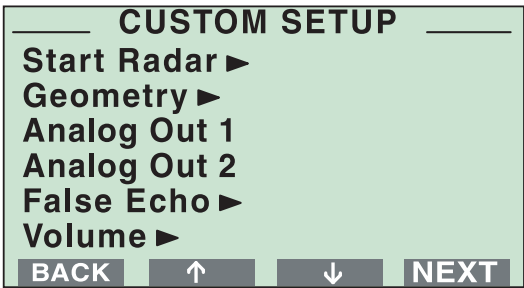 CUSTOM SETUP
Start Radar ►
Geometry ►
Analog Out 1
Analog Out 2
False Echo ►
Volume ►
BACK ↑ ↓ NEXT